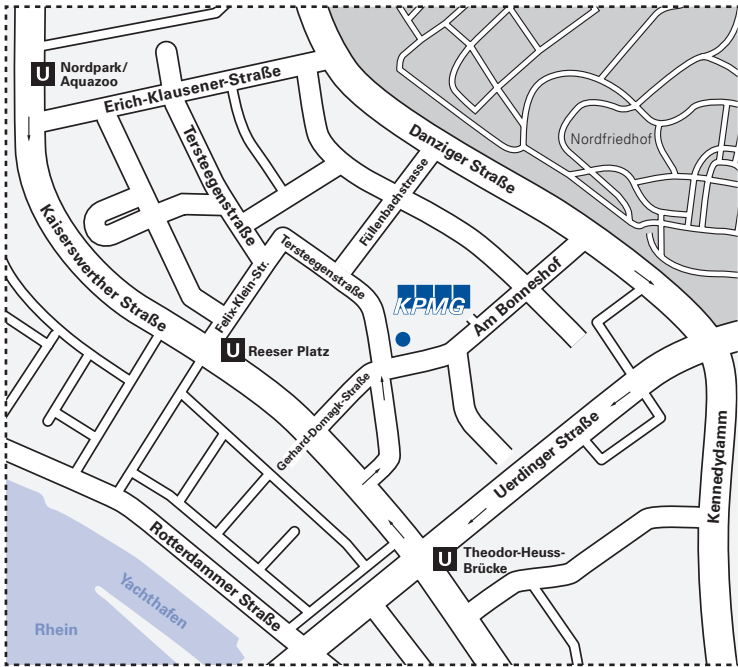 U
Nordpark/
Aquazoo
Erich-Klausener-Straße
Danziger Straße
Nordfriedhof
Tersteegenstraße
Füllenbachstrasse
Kaiserswerther Straße
Tersteegenstraße
Felix-Klein-Str.
KPMG
Am Bonneshof
U
Reeser Platz
Gerhard-Domagk-Straße
Uerdinger Straße
Kennedydamm
U
Theodor-Heuss-
Brücke
Rotterdammer Straße
Yachthafen
Rhein